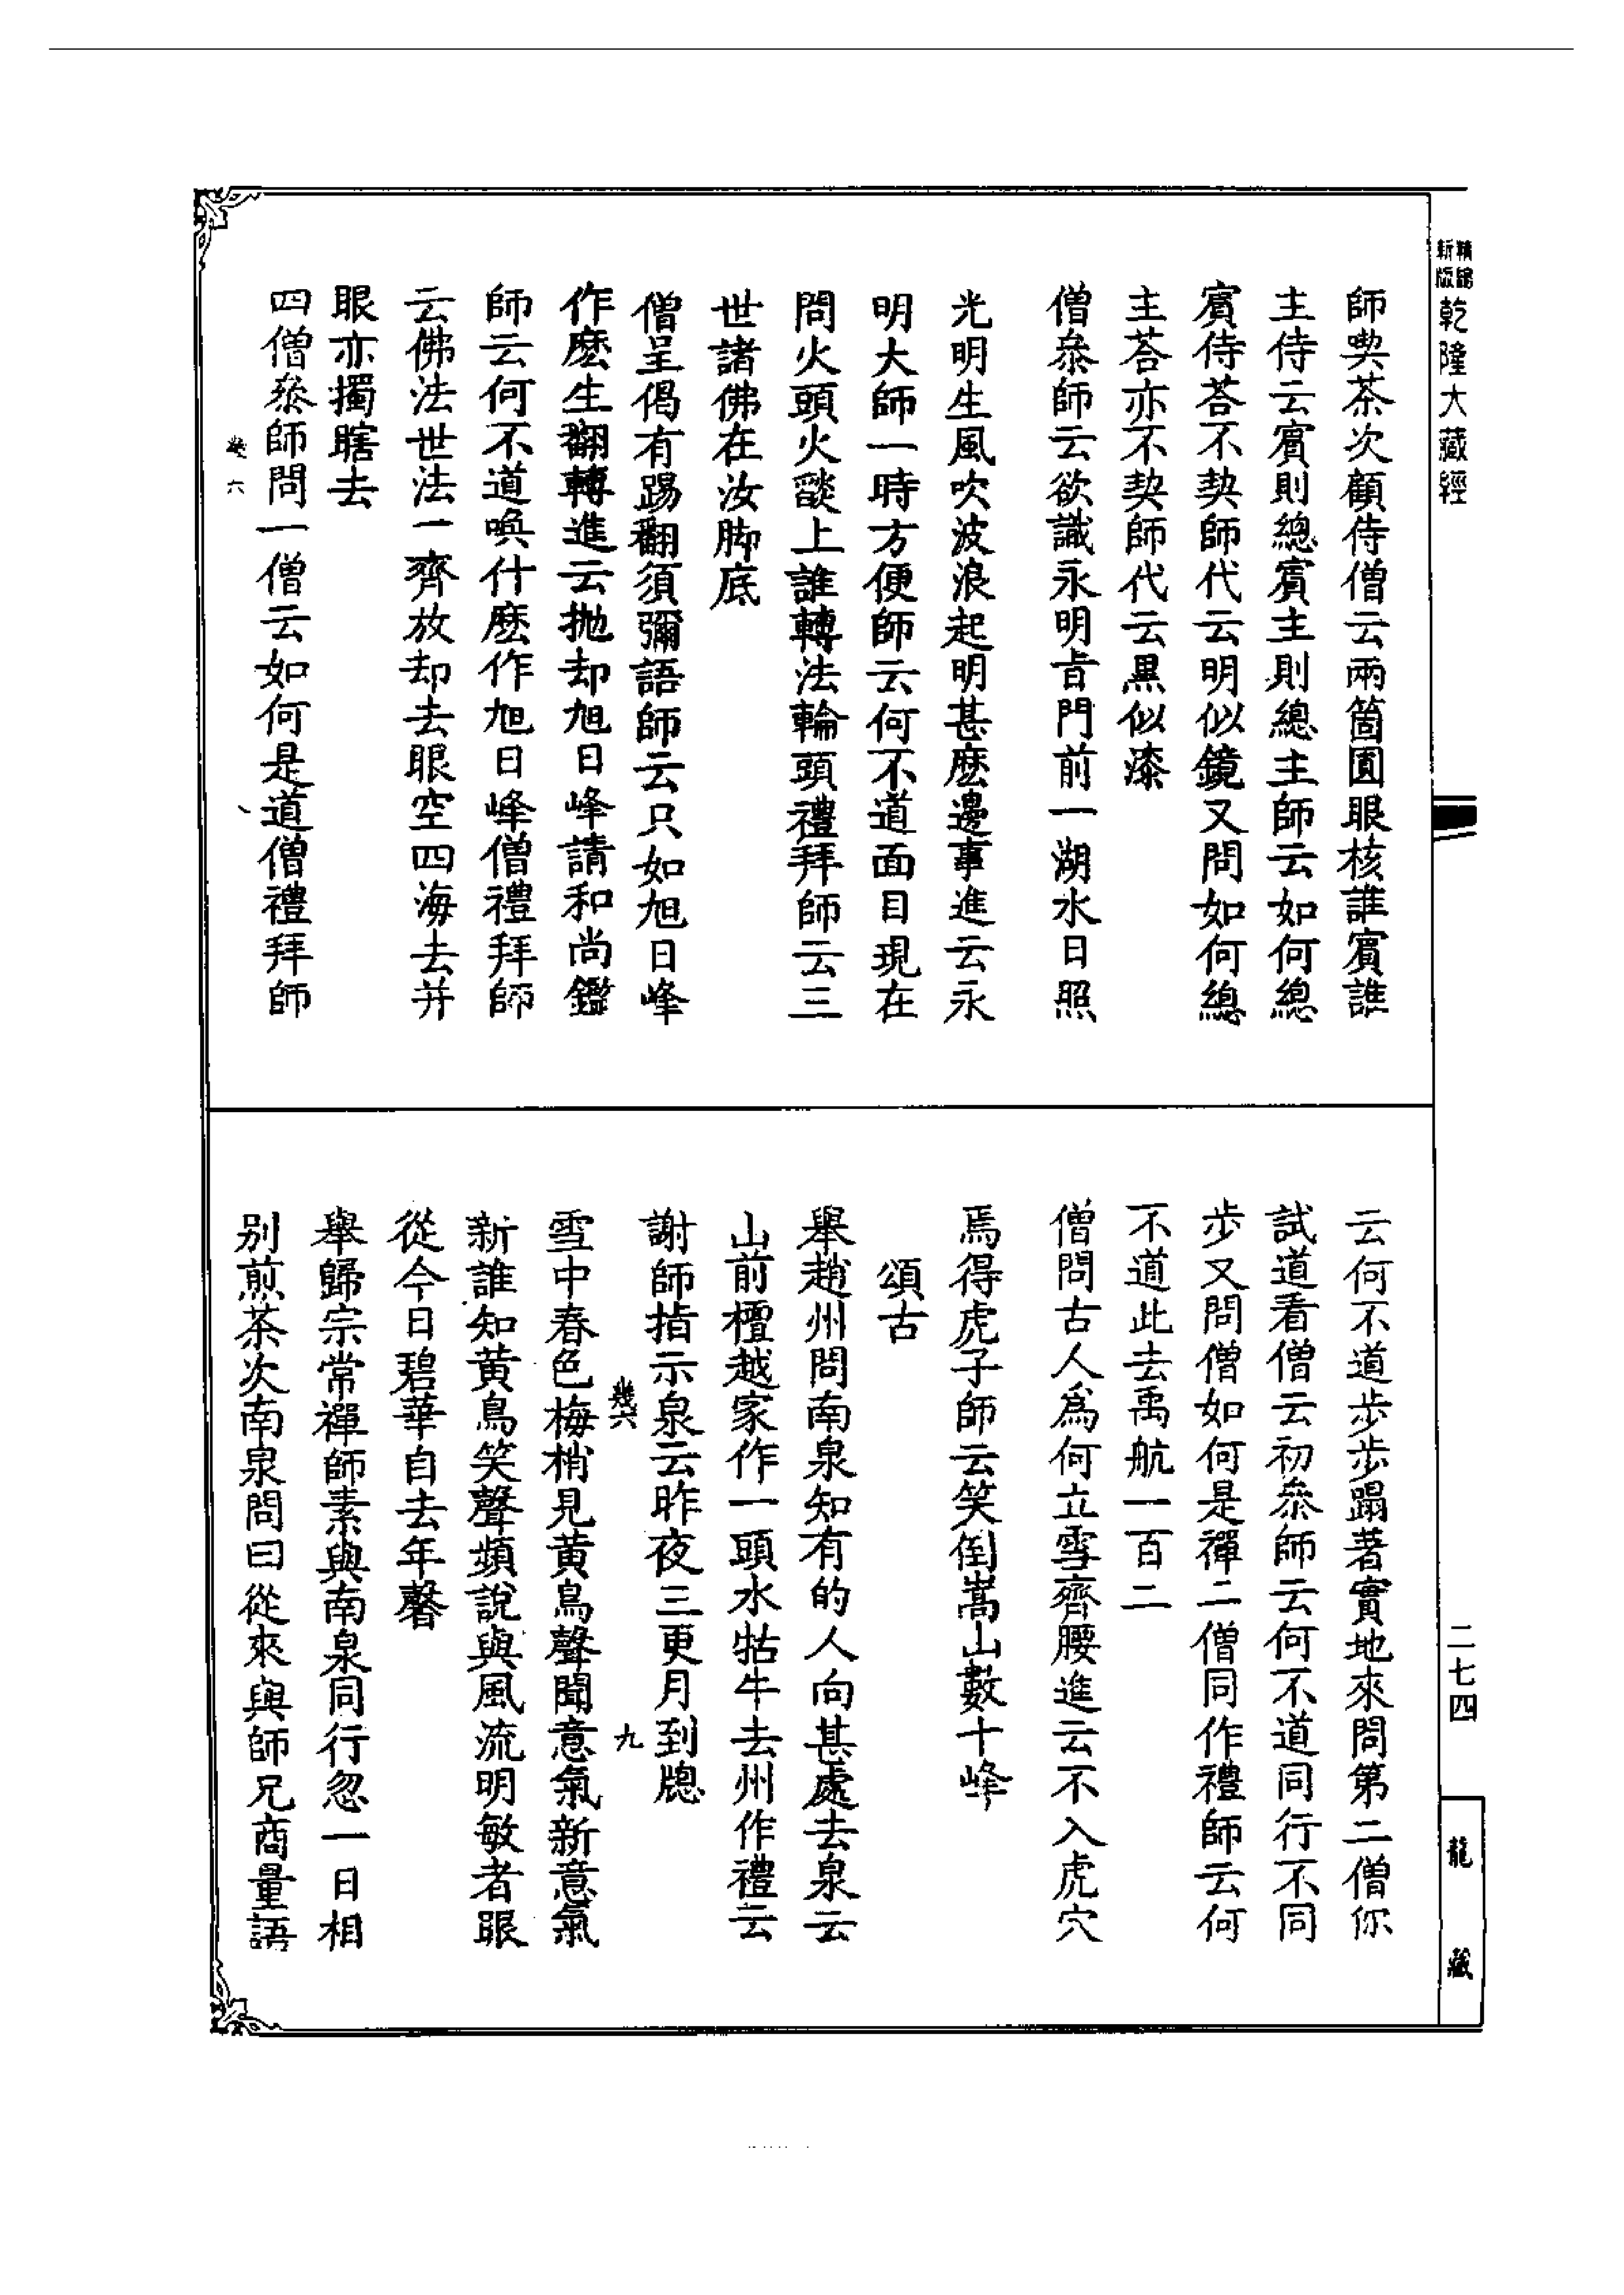 精鐫新版乾隆大藏經
師喫茶次顧侍僧云兩箇圓眼核誰賓誰
主侍云賓則總賓主則總主師云如何總
賓侍荅不契師代云明似鏡又問如何總
主荅亦不契師代云黑似漆
僧叅師云欲識永明㫖門前一湖水日照
光明生風吹波浪起明甚麽邊事進云永
明大師一時方便師云何不道面目現在
問火頭火燄上誰轉法輪頭禮拜師云三
世諸佛在汝脚底
僧呈偈有踢翻須彌語師云只如旭日峰
作麽生翻轉進云抛却旭日峰請和尚鑑
師云何不道喚什麽作旭日峰僧禮拜師
云佛法世法一齊放却去眼空四海去并
眼亦擉瞎去
四僧叅師問一僧云如何是道僧禮拜師
幾六
八
云何不道步步蹋著實地來問第二僧你
試道看僧云初叅師云何不道同行不同
步又問僧如何是禪二僧同作禮師云何
不道此去禹航一百二
僧問古人爲何立雪齊腰進云不入虎穴
焉得虎子師云笑倒嵩山數十峰
頌古
舉趙州問南泉知有的人向甚處去泉云
山前檀越家作一頭水牯牛去州作禮云
謝師指示泉云昨夜三更月到牕
幾六
九
雪中春色梅梢見黃鳥聲聞意氣新意氣
新誰知黃鳥笑聲頻說與風流明敏者眼
從今日碧華自去年馨
舉歸宗常禪師素與南泉同行忽一日相
别煎茶次南泉問曰從來與師兄商量語
二七四
龍藏